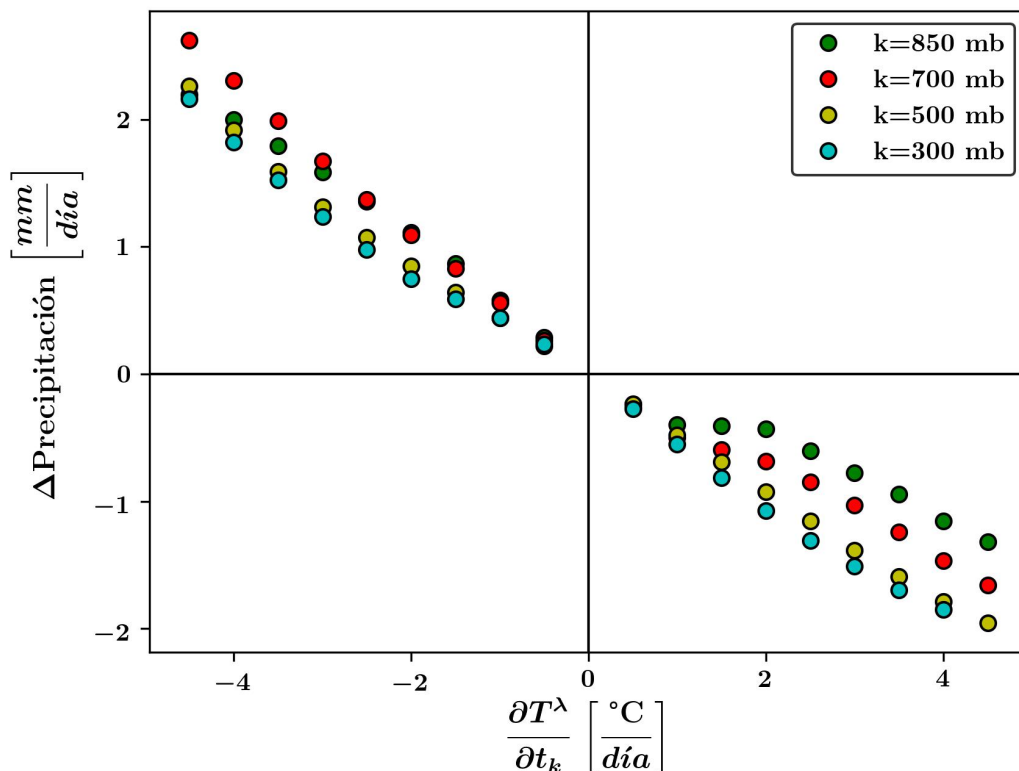 k=850 mb
k=700 mb
k=500 mb
k=300 mb
ΔPrecipitación [mm/día]
2
1
0
−1
−2
−4 −2 0 2 4
∂T^λ/∂t_k [°C/día]